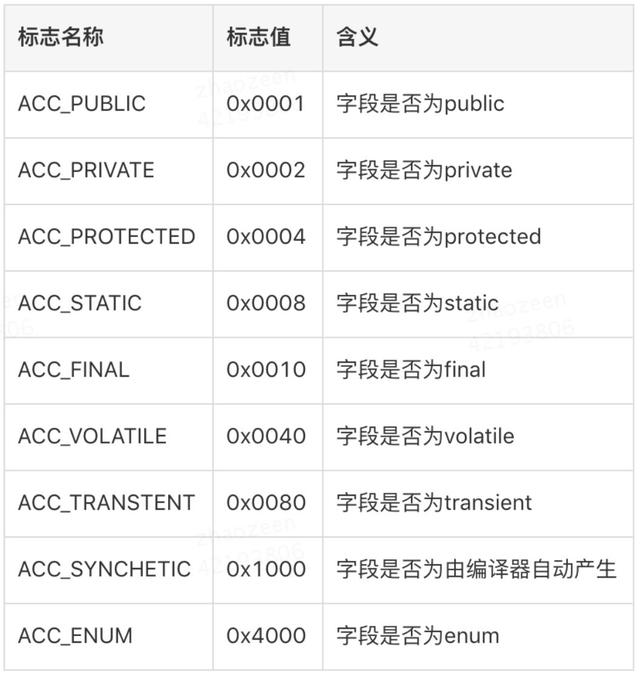 标志名称 标志值 含义
ACC_PUBLIC 0x0001 字段是否为public
ACC_PRIVATE 0x0002 字段是否为private
ACC_PROTECTED 0x0004 字段是否为protected
ACC_STATIC 0x0008 字段是否为static
ACC_FINAL 0x0010 字段是否为final
ACC_VOLATILE 0x0040 字段是否为volatile
ACC_TRANSTENT 0x0080 字段是否为transient
ACC_SYNCHETIC 0x1000 字段是否为由编译器自动产生
ACC_ENUM 0x4000 字段是否为enum
zhaozeen
42193806
zhaozeen
42193806
zhaozeen
42193806